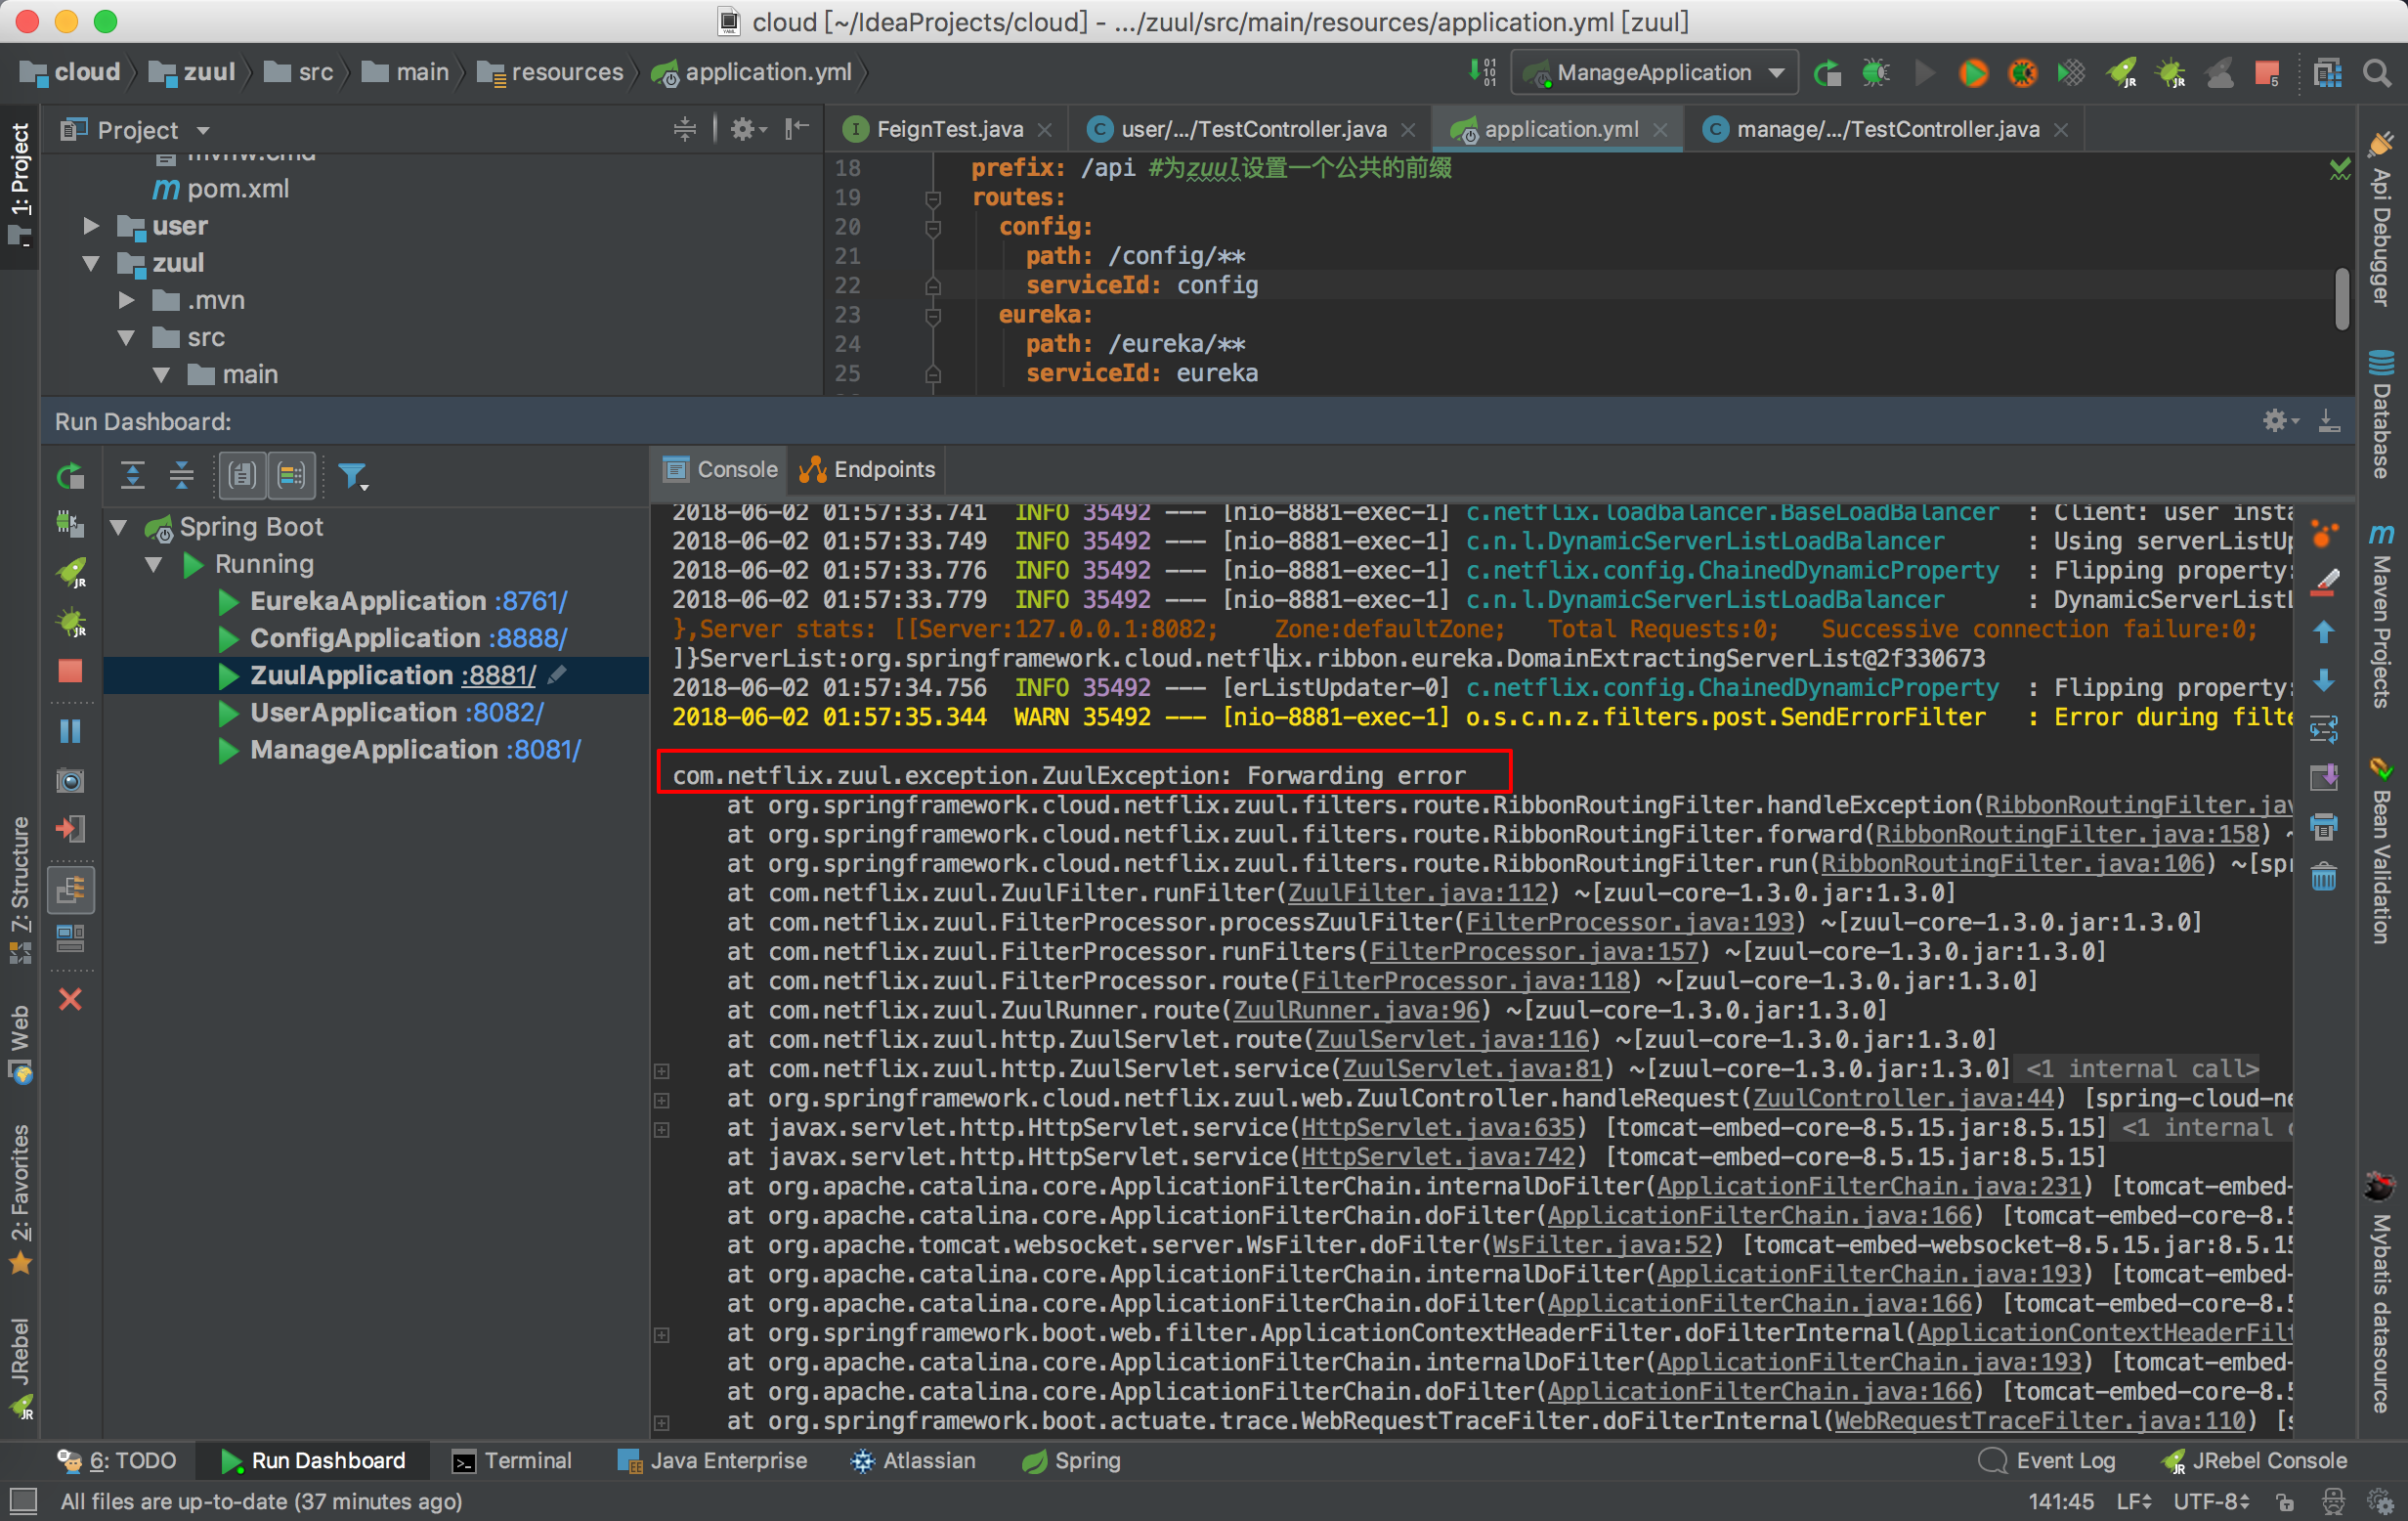 cloud [~/IdeaProjects/cloud] - .../zuul/src/main/resources/application.yml [zuul]
cloud zuul src main resources application.yml
ManageApplication
Project
FeignTest.java
user/.../TestController.java
application.yml
manage/.../TestController.java
1: Project
mvnw.cmd
pom.xml
user
zuul
.mvn
src
main
18 prefix: /api #为zuul设置一个公共的前缀
19 routes:
20 config:
21 path: /config/**
22 serviceId: config
23 eureka:
24 path: /eureka/**
25 serviceId: eureka
Run Dashboard:
Console
Endpoints
Spring Boot
Running
EurekaApplication :8761/
ConfigApplication :8888/
ZuulApplication :8881/
UserApplication :8082/
ManageApplication :8081/
2018-06-02 01:57:33.741 INFO 35492 --- [nio-8881-exec-1] c.netflix.loadbalancer.BaseLoadBalancer : Client: user insta
2018-06-02 01:57:33.749 INFO 35492 --- [nio-8881-exec-1] c.n.l.DynamicServerListLoadBalancer : Using serverListUp
2018-06-02 01:57:33.776 INFO 35492 --- [nio-8881-exec-1] c.netflix.config.ChainedDynamicProperty : Flipping property:
2018-06-02 01:57:33.779 INFO 35492 --- [nio-8881-exec-1] c.n.l.DynamicServerListLoadBalancer : DynamicServerListL
},Server stats: [[Server:127.0.0.1:8082; Zone:defaultZone; Total Requests:0; Successive connection failure:0;
]}ServerList:org.springframework.cloud.netflix.ribbon.eureka.DomainExtractingServerList@2f330673
2018-06-02 01:57:34.756 INFO 35492 --- [erListUpdater-0] c.netflix.config.ChainedDynamicProperty : Flipping property:
2018-06-02 01:57:35.344 WARN 35492 --- [nio-8881-exec-1] o.s.c.n.z.filters.post.SendErrorFilter : Error during filte
com.netflix.zuul.exception.ZuulException: Forwarding error
at org.springframework.cloud.netflix.zuul.filters.route.RibbonRoutingFilter.handleException(RibbonRoutingFilter.jav
at org.springframework.cloud.netflix.zuul.filters.route.RibbonRoutingFilter.forward(RibbonRoutingFilter.java:158) ~
at org.springframework.cloud.netflix.zuul.filters.route.RibbonRoutingFilter.run(RibbonRoutingFilter.java:106) ~[spr
at com.netflix.zuul.ZuulFilter.runFilter(ZuulFilter.java:112) ~[zuul-core-1.3.0.jar:1.3.0]
at com.netflix.zuul.FilterProcessor.processZuulFilter(FilterProcessor.java:193) ~[zuul-core-1.3.0.jar:1.3.0]
at com.netflix.zuul.FilterProcessor.runFilters(FilterProcessor.java:157) ~[zuul-core-1.3.0.jar:1.3.0]
at com.netflix.zuul.FilterProcessor.route(FilterProcessor.java:118) ~[zuul-core-1.3.0.jar:1.3.0]
at com.netflix.zuul.ZuulRunner.route(ZuulRunner.java:96) ~[zuul-core-1.3.0.jar:1.3.0]
at com.netflix.zuul.http.ZuulServlet.route(ZuulServlet.java:116) ~[zuul-core-1.3.0.jar:1.3.0]
at com.netflix.zuul.http.ZuulServlet.service(ZuulServlet.java:81) ~[zuul-core-1.3.0.jar:1.3.0] <1 internal call>
at org.springframework.cloud.netflix.zuul.web.ZuulController.handleRequest(ZuulController.java:44) [spring-cloud-ne
at javax.servlet.http.HttpServlet.service(HttpServlet.java:635) [tomcat-embed-core-8.5.15.jar:8.5.15] <1 internal c
at javax.servlet.http.HttpServlet.service(HttpServlet.java:742) [tomcat-embed-core-8.5.15.jar:8.5.15]
at org.apache.catalina.core.ApplicationFilterChain.internalDoFilter(ApplicationFilterChain.java:231) [tomcat-embed-
at org.apache.catalina.core.ApplicationFilterChain.doFilter(ApplicationFilterChain.java:166) [tomcat-embed-core-8.5
at org.apache.tomcat.websocket.server.WsFilter.doFilter(WsFilter.java:52) [tomcat-embed-websocket-8.5.15.jar:8.5.15
at org.apache.catalina.core.ApplicationFilterChain.internalDoFilter(ApplicationFilterChain.java:193) [tomcat-embed-
at org.apache.catalina.core.ApplicationFilterChain.doFilter(ApplicationFilterChain.java:166) [tomcat-embed-core-8.5
at org.springframework.boot.web.filter.ApplicationContextHeaderFilter.doFilterInternal(ApplicationContextHeaderFilt
at org.apache.catalina.core.ApplicationFilterChain.internalDoFilter(ApplicationFilterChain.java:193) [tomcat-embed-
at org.apache.catalina.core.ApplicationFilterChain.doFilter(ApplicationFilterChain.java:166) [tomcat-embed-core-8.5
at org.springframework.boot.actuate.trace.WebRequestTraceFilter.doFilterInternal(WebRequestTraceFilter.java:110) [s
Z: Structure
Web
2: Favorites
JRebel
Api Debugger
Database
Maven Projects
Bean Validation
Mybatis datasource
6: TODO
Run Dashboard
Terminal
Java Enterprise
Atlassian
Spring
Event Log
JRebel Console
All files are up-to-date (37 minutes ago)
141:45 LF UTF-8